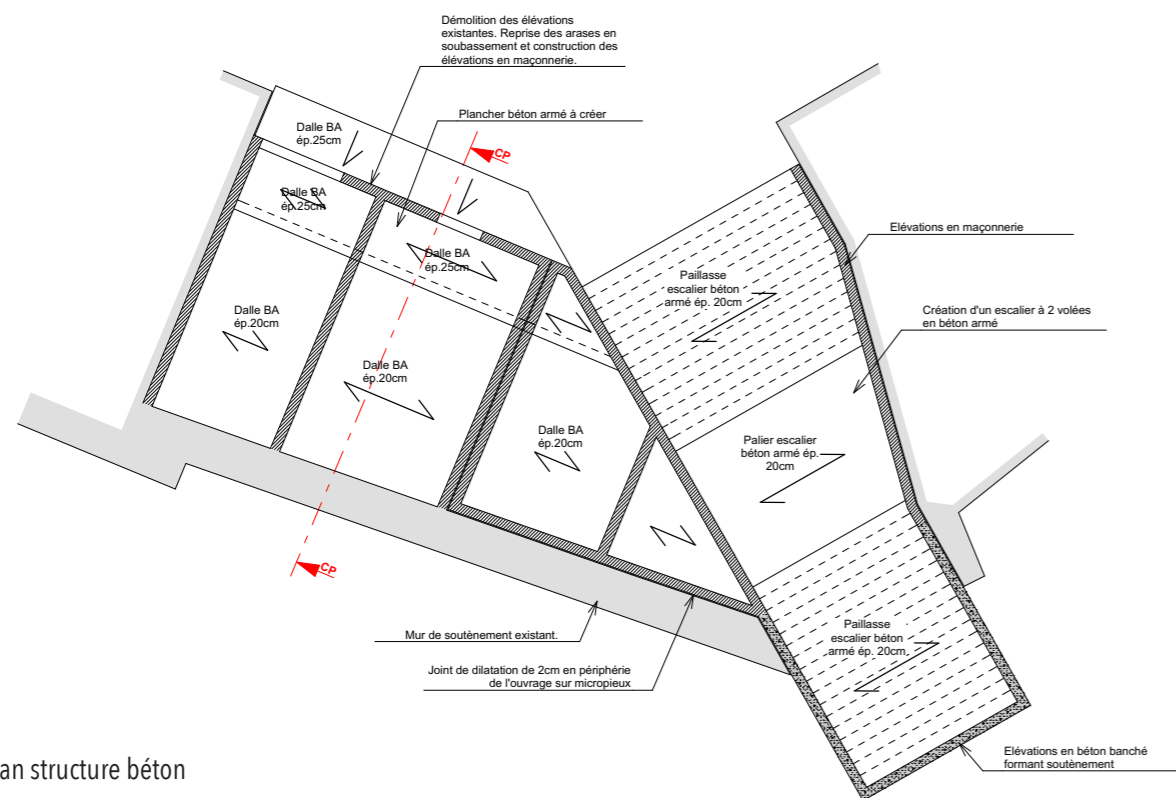 Démolition des élévations
existantes. Reprise des arases en
soubassement et construction des
élévations en maçonnerie.
Plancher béton armé à créer
Dalle BA
ép.25cm
CP
Dalle BA
ép.25cm
Dalle BA
ép.25cm
Elévations en maçonnerie
Paillasse
escalier béton
armé ép. 20cm
Création d'un escalier à 2 volées
en béton armé
Dalle BA
ép.20cm
Dalle BA
ép.20cm
Dalle BA
ép.20cm
Palier escalier
béton armé ép.
20cm
CP
Mur de soutènement existant.
Paillasse
escalier béton
armé ép. 20cm
Joint de dilatation de 2cm en périphérie
de l'ouvrage sur micropieux
Elévations en béton banché
formant soutènement
an structure béton